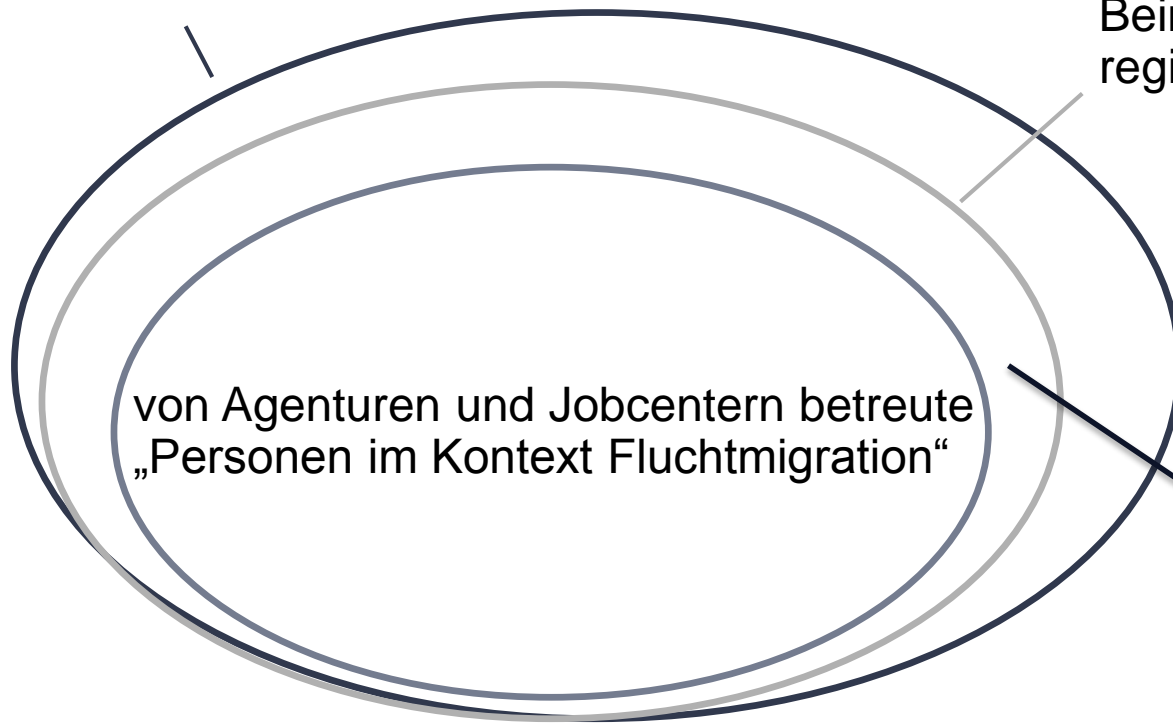 von Agenturen und Jobcentern betreute
„Personen im Kontext Fluchtmigration“